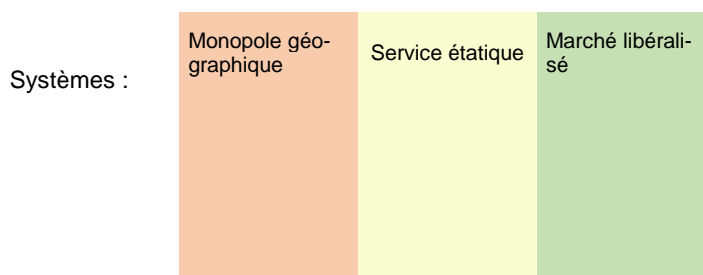 Systèmes :
Monopole géo-
graphique
Service étatique
Marché libérali-
sé